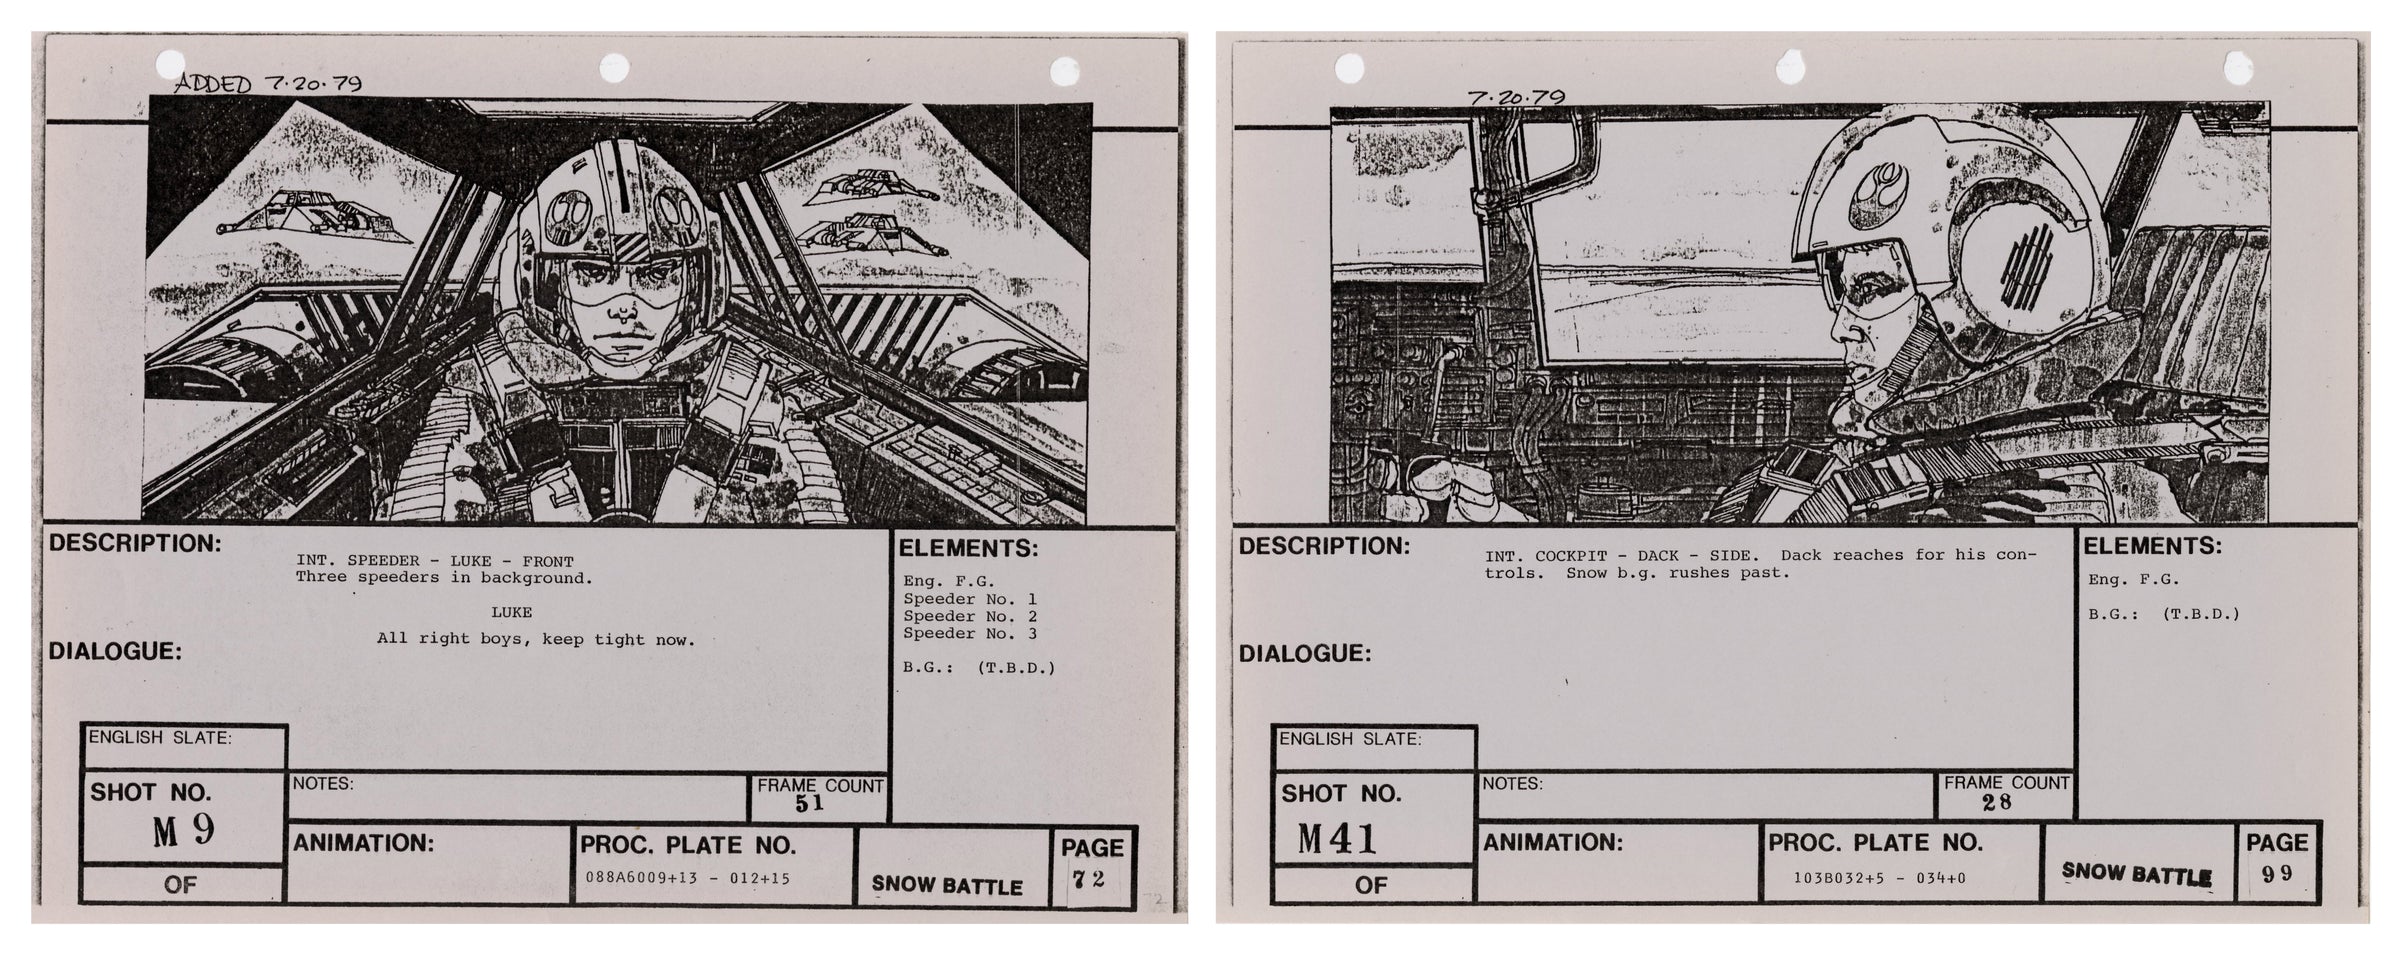 ADDED 7·20·79
DESCRIPTION:
INT. SPEEDER - LUKE - FRONT
Three speeders in background.
LUKE
All right boys, keep tight now.
DIALOGUE:
ELEMENTS:
Eng. F.G.
Speeder No. 1
Speeder No. 2
Speeder No. 3
B.G.: (T.B.D.)
ENGLISH SLATE:
SHOT NO.
M 9
OF
NOTES:
FRAME COUNT
51
ANIMATION:
PROC. PLATE NO.
088A6009+13 - 012+15
SNOW BATTLE
PAGE
72
72
7·20·79
DESCRIPTION:
INT. COCKPIT - DACK - SIDE. Dack reaches for his con-
trols. Snow b.g. rushes past.
DIALOGUE:
ELEMENTS:
Eng. F.G.
B.G.: (T.B.D.)
ENGLISH SLATE:
SHOT NO.
M41
OF
NOTES:
FRAME COUNT
28
ANIMATION:
PROC. PLATE NO.
103B032+5 - 034+0
SNOW BATTLE
PAGE
99